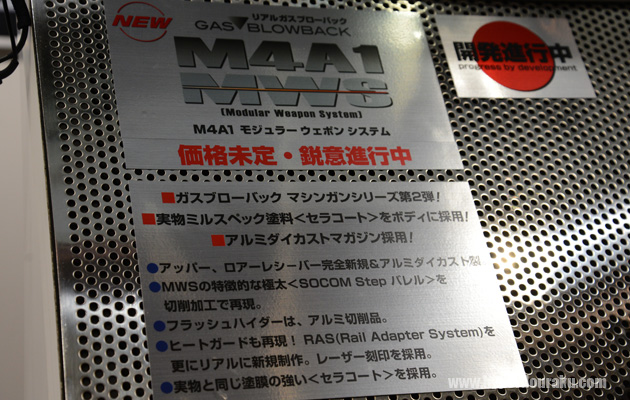 NEW
リアルガスブローバック
GAS▼BLOWBACK
M4A1
MWS
(Modular Weapon System)
M4A1 モジュラー ウェポン システム
価格未定・鋭意進行中
開発進行中
progress by development
■ガスブローバック マシンガンシリーズ第2弾!
■実物ミルスペック塗料<セラコート>をボディに採用!
■アルミダイカストマガジン採用!
●アッパー、ロアーレシーバー完全新規&アルミダイカスト製
●MWSの特徴的な極太<SOCOM Step バレル>を
切削加工で再現。
●フラッシュハイダーは、アルミ切削品。
●ヒートガードも再現! RAS(Rail Adapter System)を
更にリアルに新規制作。レーザー刻印を採用。
●実物と同じ塗膜の強い<セラコート>を採用。